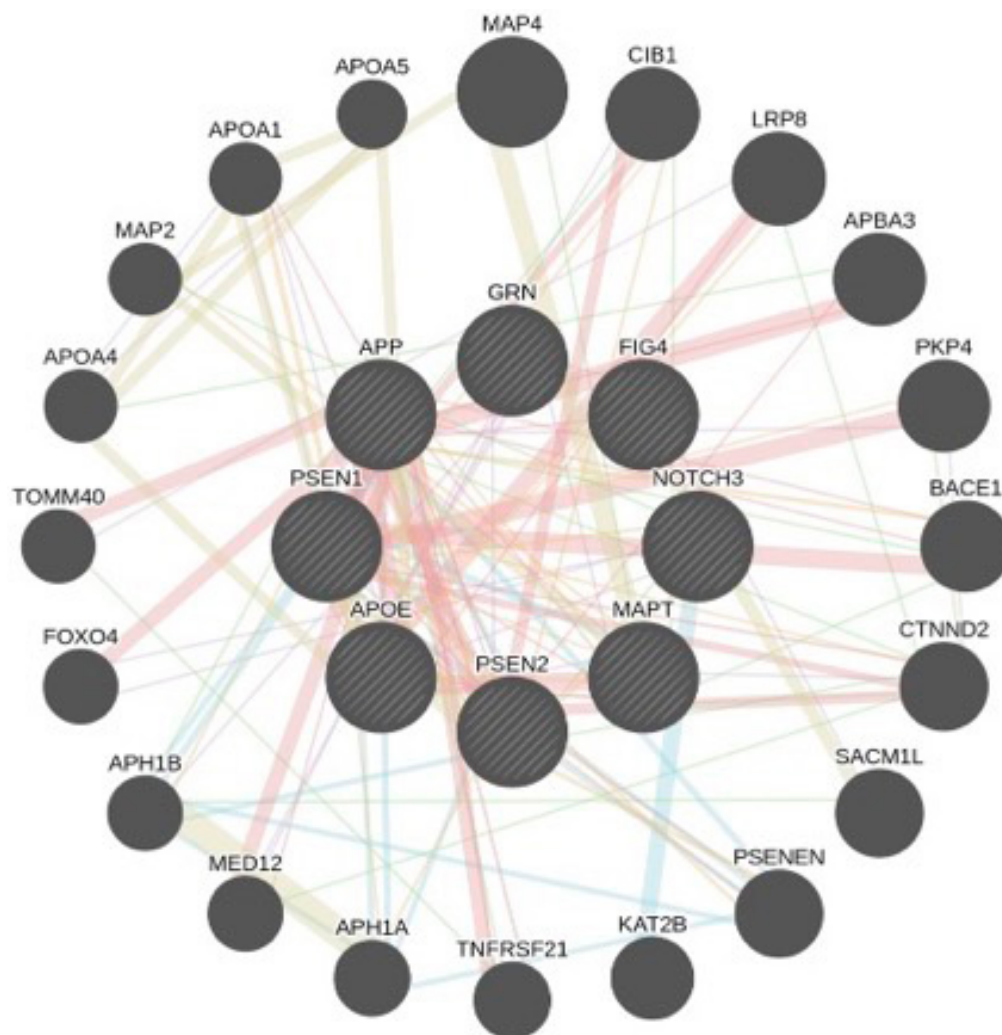 MAP4
CIB1
APOA5
LRP8
APOA1
APBA3
MAP2
GRN
APP
FIG4
PKP4
APOA4
PSEN1
NOTCH3
BACE1
TOMM40
APOE
MAPT
FOXO4
PSEN2
CTNND2
APH1B
SACM1L
MED12
PSENEN
APH1A
KAT2B
TNFRSF21